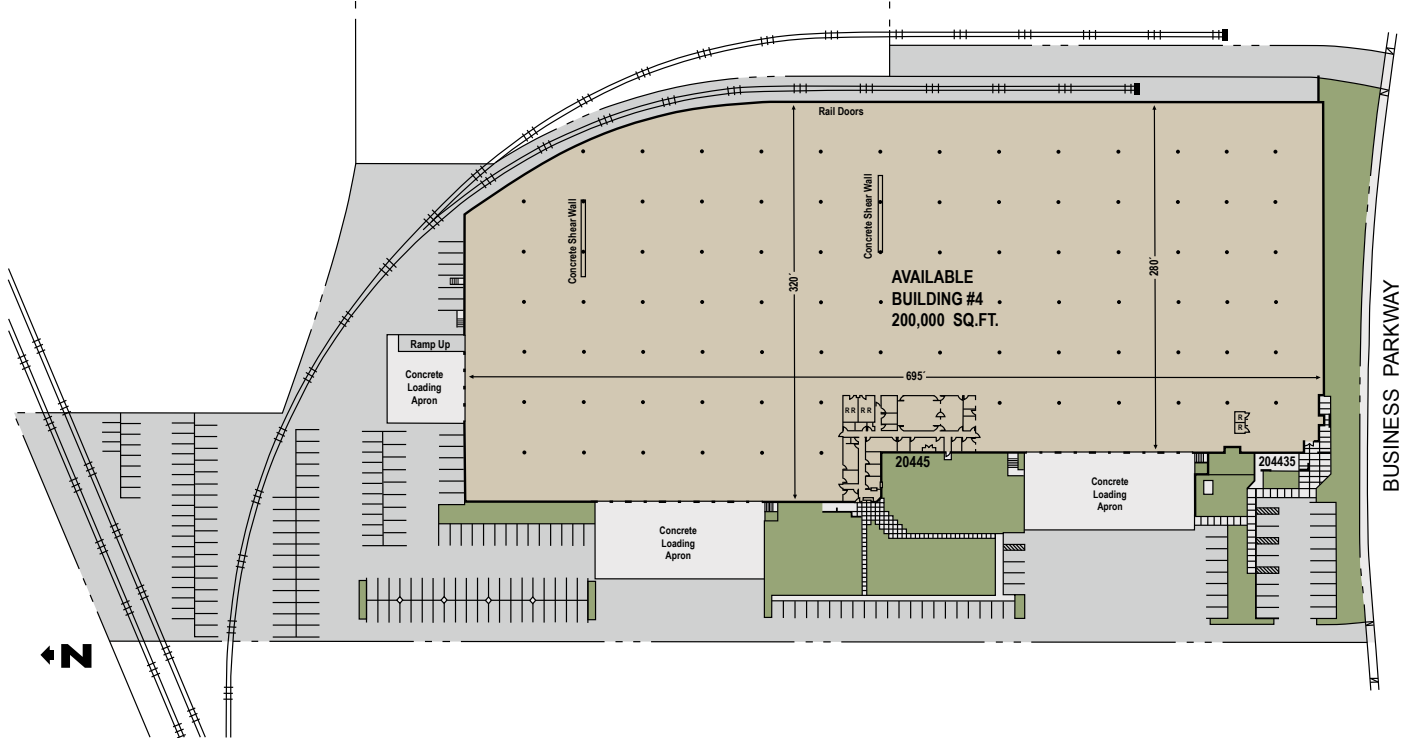 Rail Doors
Concrete Shear Wall
Concrete Shear Wall
320´
280´
AVAILABLE
BUILDING #4
200,000 SQ.FT.
BUSINESS PARKWAY
Ramp Up
Concrete
Loading
Apron
695´
R R R R
R
R
20445
204435
Concrete
Loading
Apron
Concrete
Loading
Apron
N